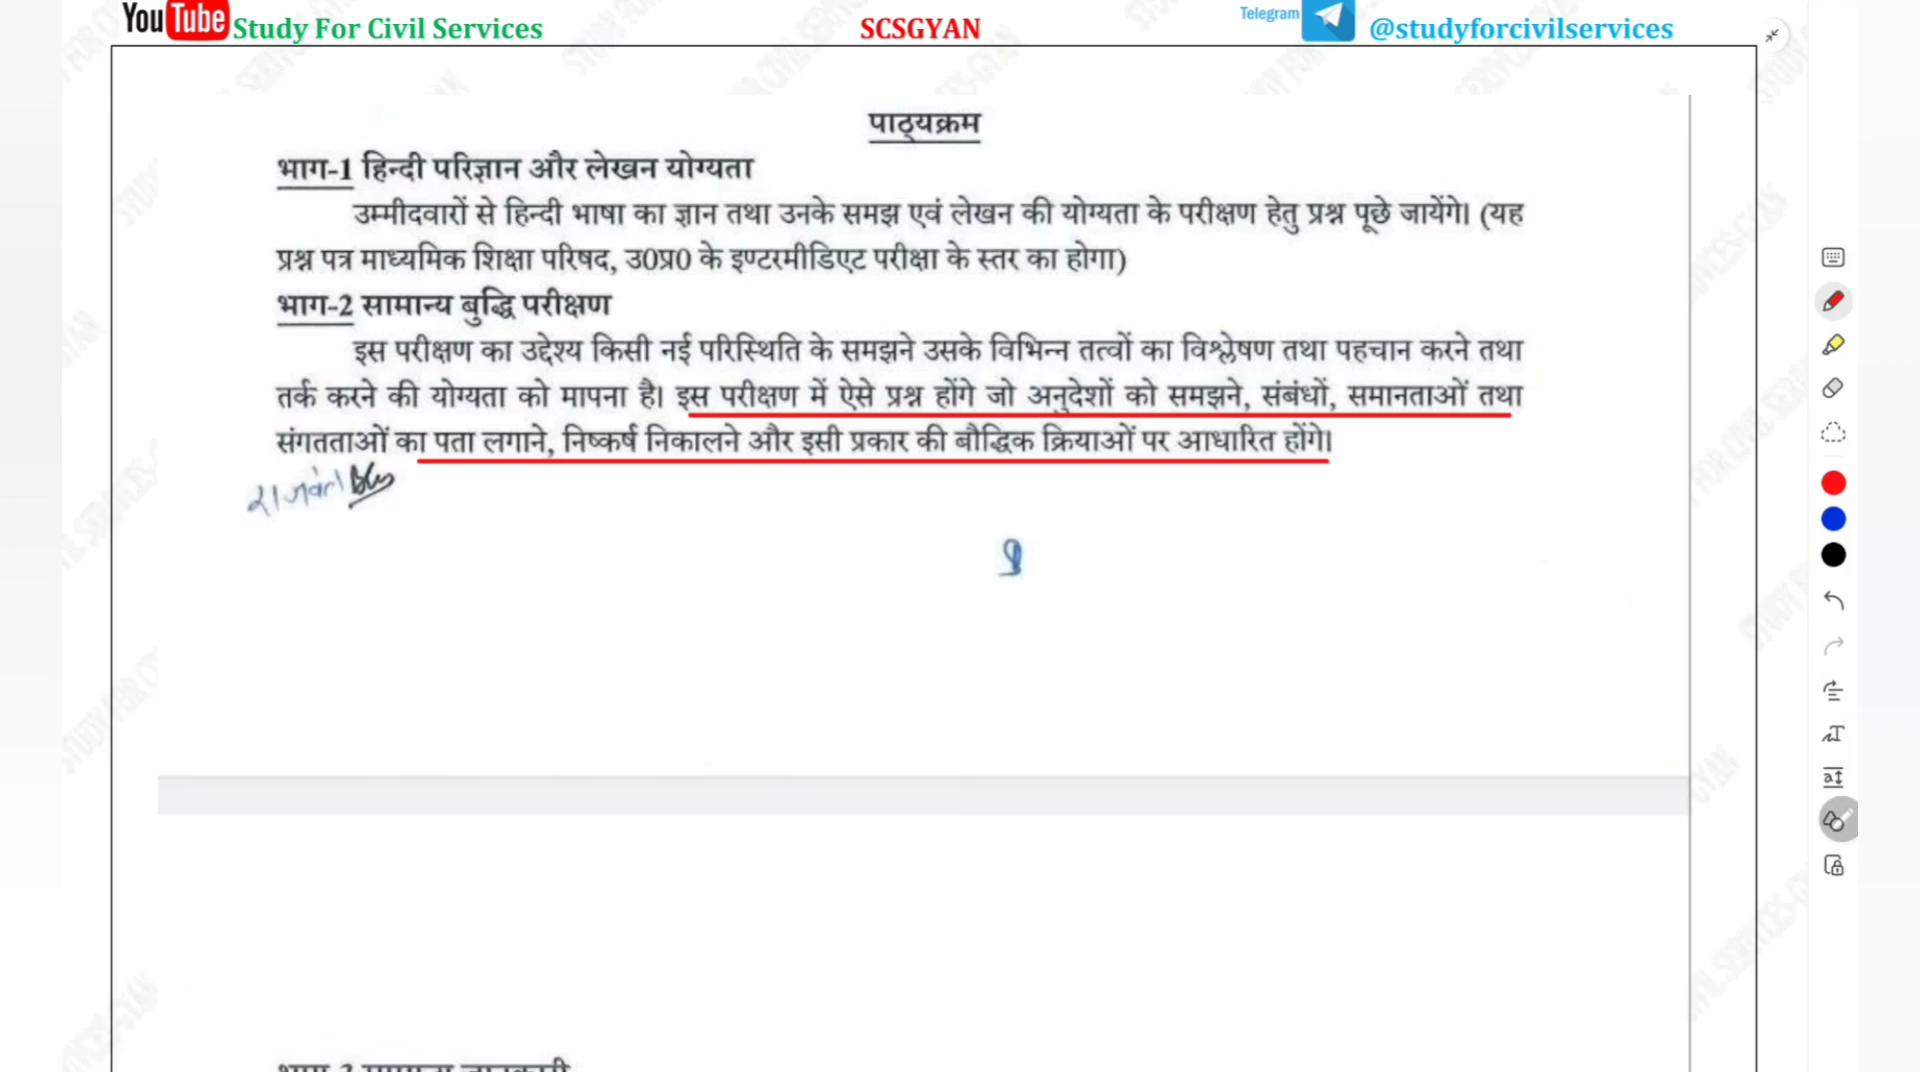 YouTube Study For Civil Services SCSGYAN Telegram @studyforcivilservices
पाठ्यक्रम
भाग-1 हिन्दी परिज्ञान और लेखन योग्यता
उम्मीदवारों से हिन्दी भाषा का ज्ञान तथा उनके समझ एवं लेखन की योग्यता के परीक्षण हेतु प्रश्न पूछे जायेंगे। (यह
प्रश्न पत्र माध्यमिक शिक्षा परिषद, उ0प्र0 के इण्टरमीडिएट परीक्षा के स्तर का होगा)
भाग-2 सामान्य बुद्धि परीक्षण
इस परीक्षण का उद्देश्य किसी नई परिस्थिति के समझने उसके विभिन्न तत्वों का विश्लेषण तथा पहचान करने तथा
तर्क करने की योग्यता को मापना है। इस परीक्षण में ऐसे प्रश्न होंगे जो अनुदेशों को समझने, संबंधों, समानताओं तथा
संगतताओं का पता लगाने, निष्कर्ष निकालने और इसी प्रकार की बौद्धिक क्रियाओं पर आधारित होंगे।